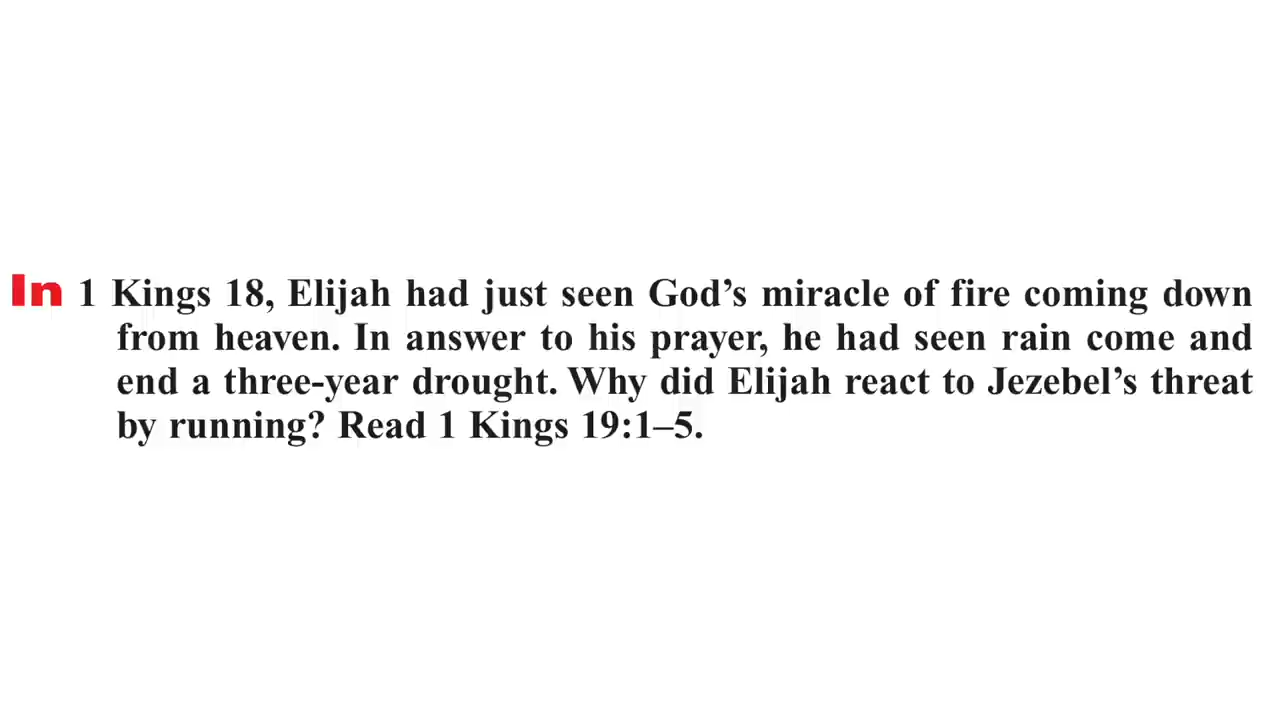 In 1 Kings 18, Elijah had just seen God’s miracle of fire coming down
from heaven. In answer to his prayer, he had seen rain come and
end a three-year drought. Why did Elijah react to Jezebel’s threat
by running? Read 1 Kings 19:1–5.